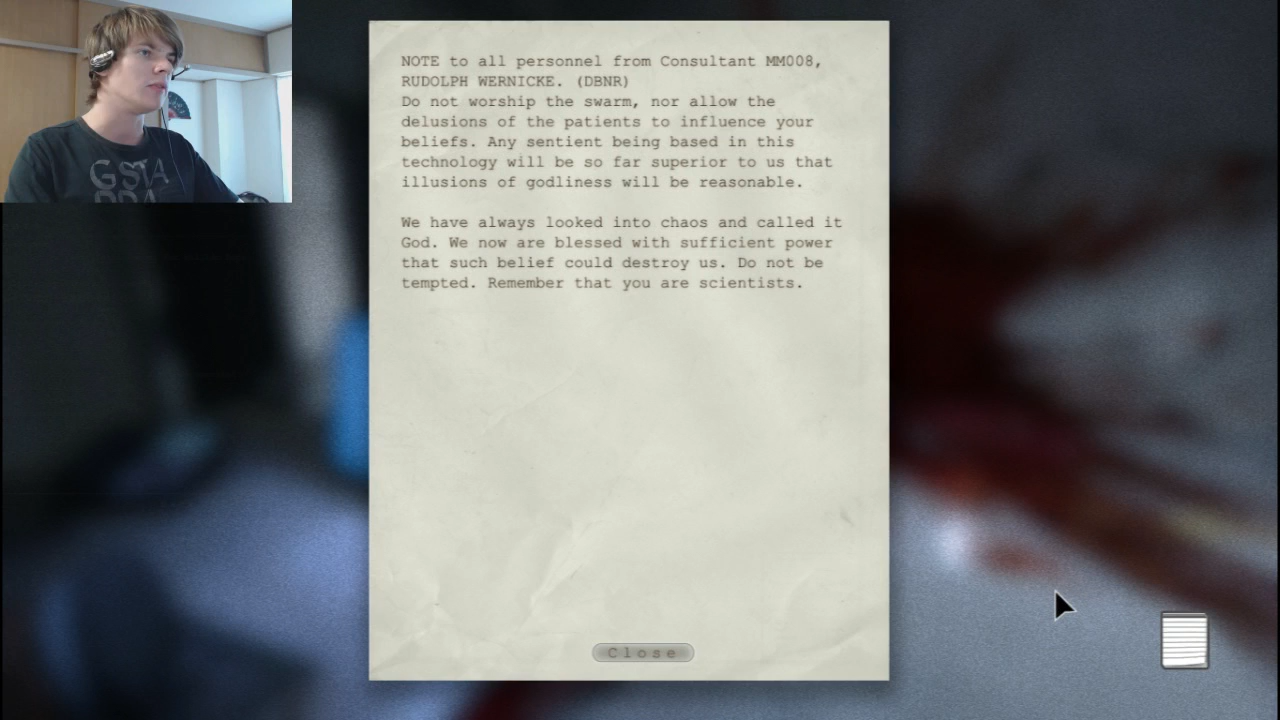 GSTA
NOTE to all personnel from Consultant MM008,
RUDOLPH WERNICKE. (DBNR)
Do not worship the swarm, nor allow the
delusions of the patients to influence your
beliefs. Any sentient being based in this
technology will be so far superior to us that
illusions of godliness will be reasonable.
We have always looked into chaos and called it
God. We now are blessed with sufficient power
that such belief could destroy us. Do not be
tempted. Remember that you are scientists.
Close